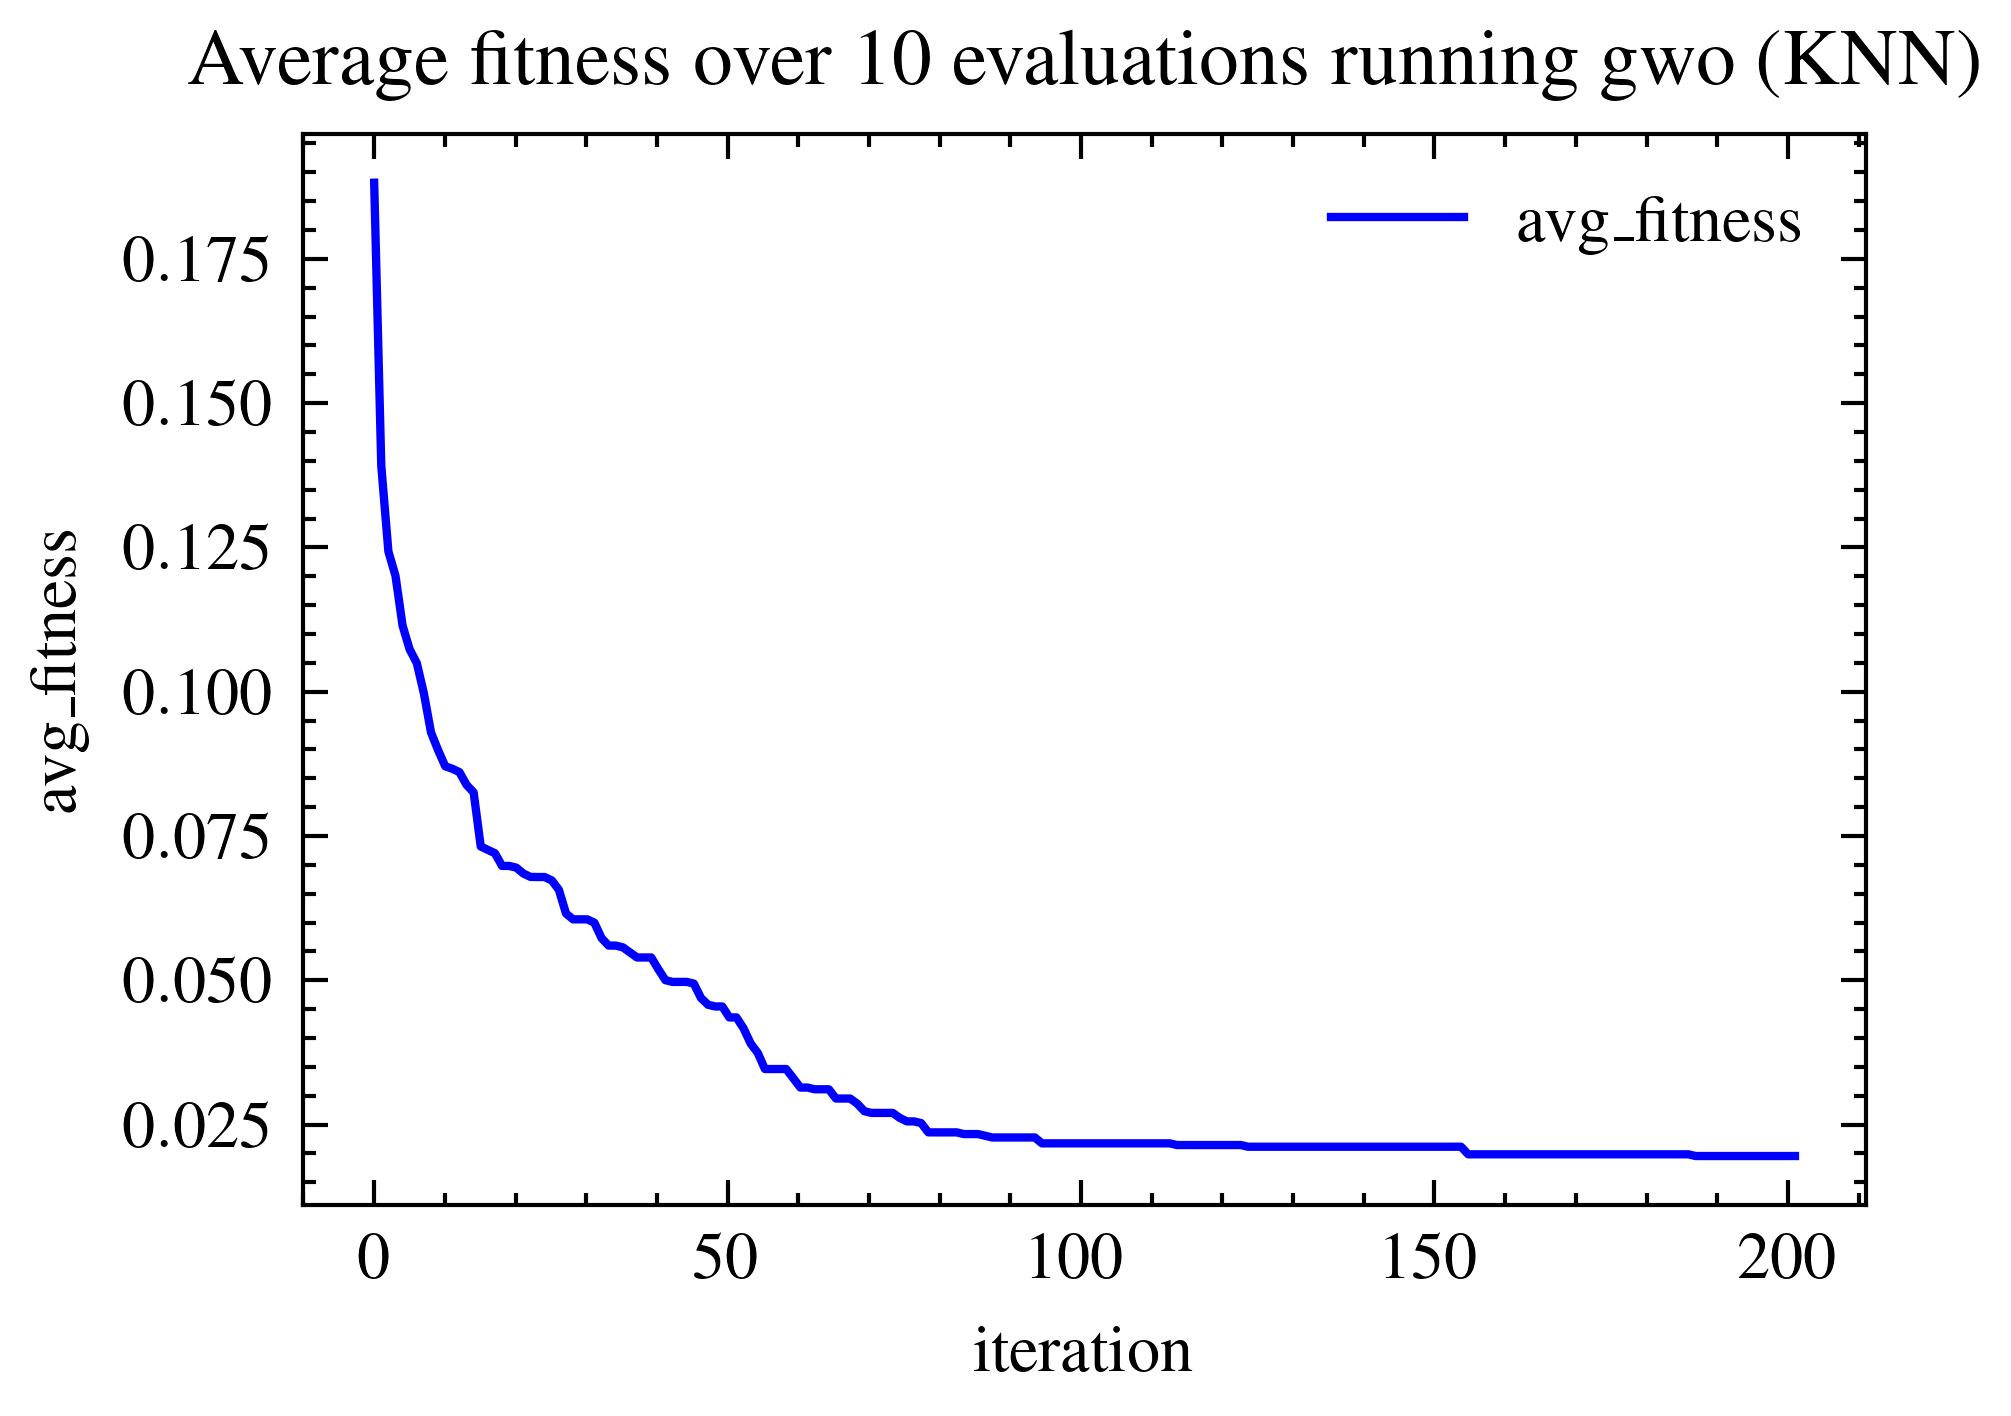 Average fitness over 10 evaluations running gwo (KNN)
avg_fitness
0.175
0.150
0.125
0.100
0.075
0.050
0.025
avg_fitness
0 50 100 150 200
iteration